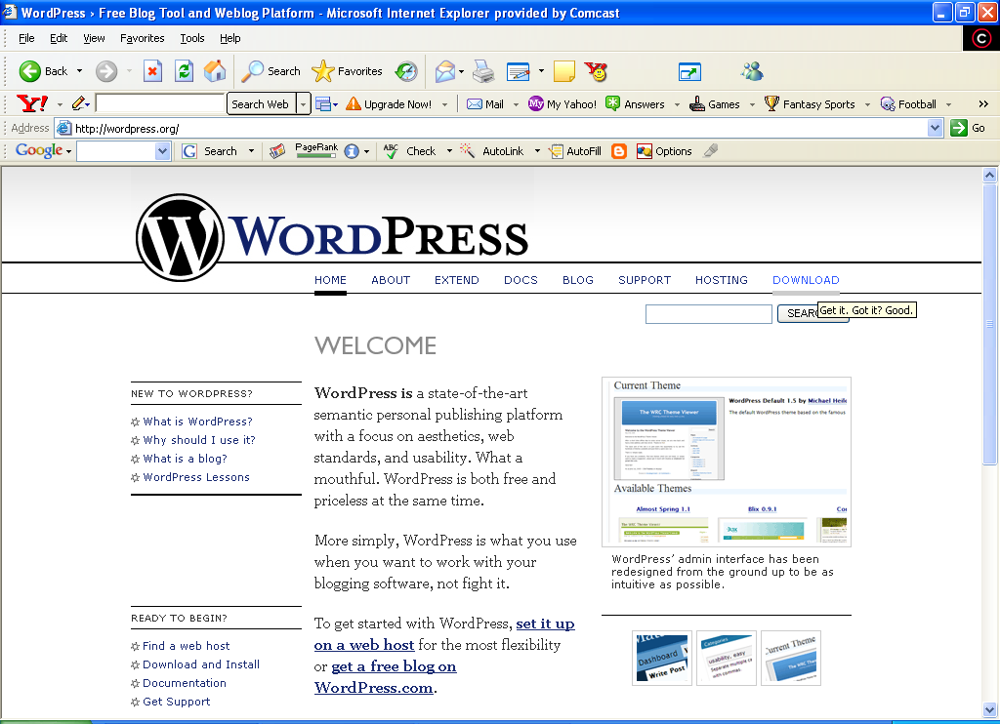 WordPress › Free Blog Tool and Weblog Platform - Microsoft Internet Explorer provided by Comcast
File Edit View Favorites Tools Help
C
Back Search Favorites
Y! Search Web Upgrade Now! Mail My Yahoo! Answers Games Fantasy Sports Football »
Address http://wordpress.org/ Go
Google G Search PageRank ABC Check AutoLink AutoFill Options
W WORDPRESS
HOME ABOUT EXTEND DOCS BLOG SUPPORT HOSTING DOWNLOAD
Get it. Got it? Good.
WELCOME
NEW TO WORDPRESS?
What is WordPress?
Why should I use it?
What is a blog?
WordPress Lessons
READY TO BEGIN?
Find a web host
Download and Install
Documentation
Get Support
WordPress is a state-of-the-art
semantic personal publishing platform
with a focus on aesthetics, web
standards, and usability. What a
mouthful. WordPress is both free and
priceless at the same time.
More simply, WordPress is what you use
when you want to work with your
blogging software, not fight it.
To get started with WordPress, set it up
on a web host for the most flexibility
or get a free blog on
WordPress.com.
Current Theme
The WRC Theme Viewer
WordPress Default 1.5 by Michael
The default WordPress theme based on the famous
Available Themes
Almost Spring 1.1 Blix 0.9.1
WordPress’ admin interface has been
redesigned from the ground up to be as
intuitive as possible.
Dashboard
Write Post
Categories
usability, easy
Separate multiple
with commas.
Current Theme